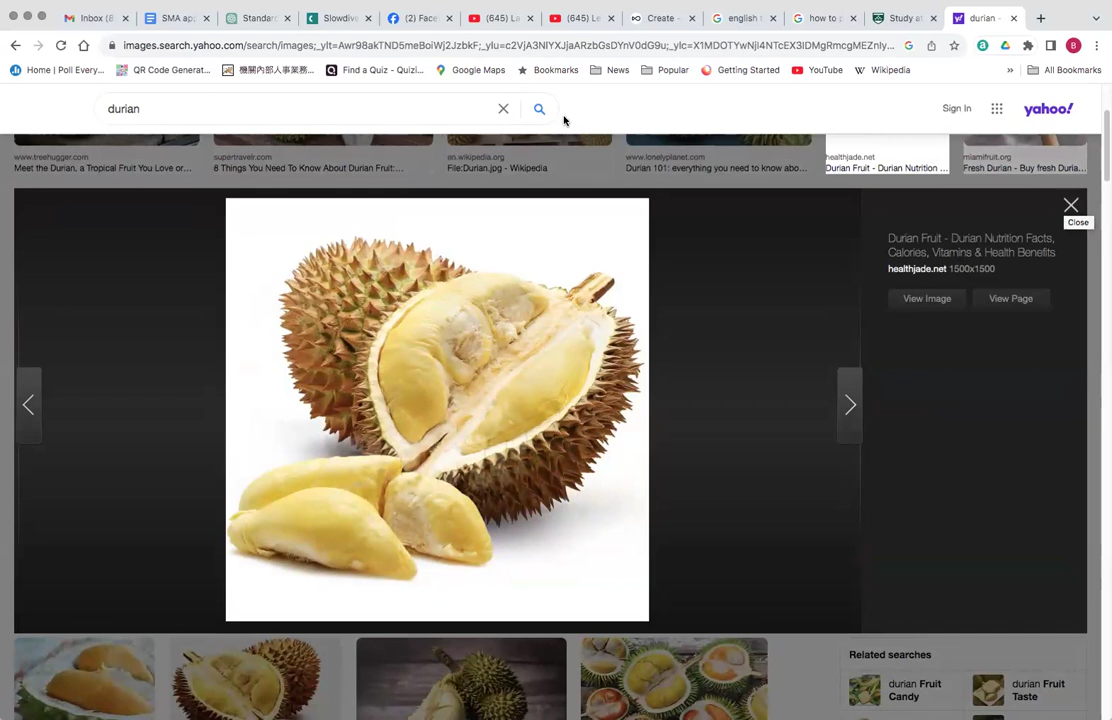 Inbox (8
SMA ap
Standar
Slowdive
(2) Face
(645) La
(645) Le
Create -
english t
how to p
Study at
durian -
images.search.yahoo.com/search/images;_ylt=Awr98akTND5meBoiWj2JzbkF;_ylu=c2VjA3NlYXJjaARzbGsDYnV0dG9u;_ylc=X1MDOTYwNjI4NTcEX3IDMgRmcgMEZnly...
Home | Poll Every...
QR Code Generat...
機關內部人事業務...
Find a Quiz - Quizi...
Google Maps
Bookmarks
News
Popular
Getting Started
YouTube
Wikipedia
»
All Bookmarks
durian
Sign In
yahoo!
www.treehugger.com
Meet the Durian, a Tropical Fruit You Love or...
supertravelr.com
8 Things You Need To Know About Durian Fruit:...
en.wikipedia.org
File:Durian.jpg - Wikipedia
www.lonelyplanet.com
Durian 101: everything you need to know abo...
healthjade.net
Durian Fruit - Durian Nutrition ...
miamifruit.org
Fresh Durian - Buy fresh Duria...
Close
Durian Fruit - Durian Nutrition Facts,
Calories, Vitamins & Health Benefits
healthjade.net 1500x1500
View Image
View Page
Related searches
durian Fruit
Candy
durian Fruit
Taste